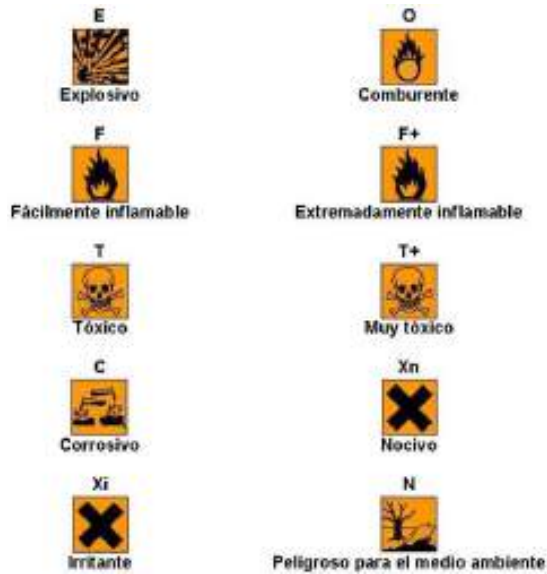 E
Explosivo
O
Comburente
F
Fácilmente inflamable
F+
Extremadamente inflamable
T
Tóxico
T+
Muy tóxico
C
Corrosivo
Xn
Nocivo
Xi
Irritante
N
Peligroso para el medio ambiente